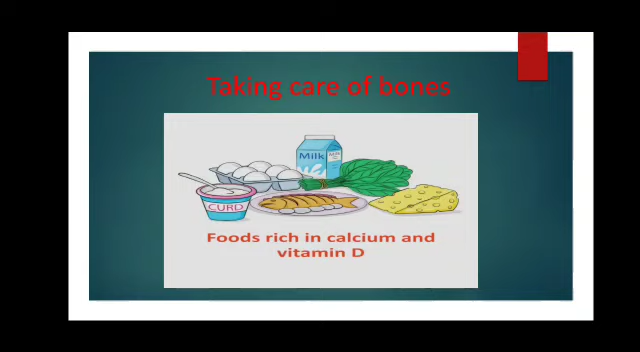 Taking care of bones
Milk
CURD
Foods rich in calcium and
vitamin D